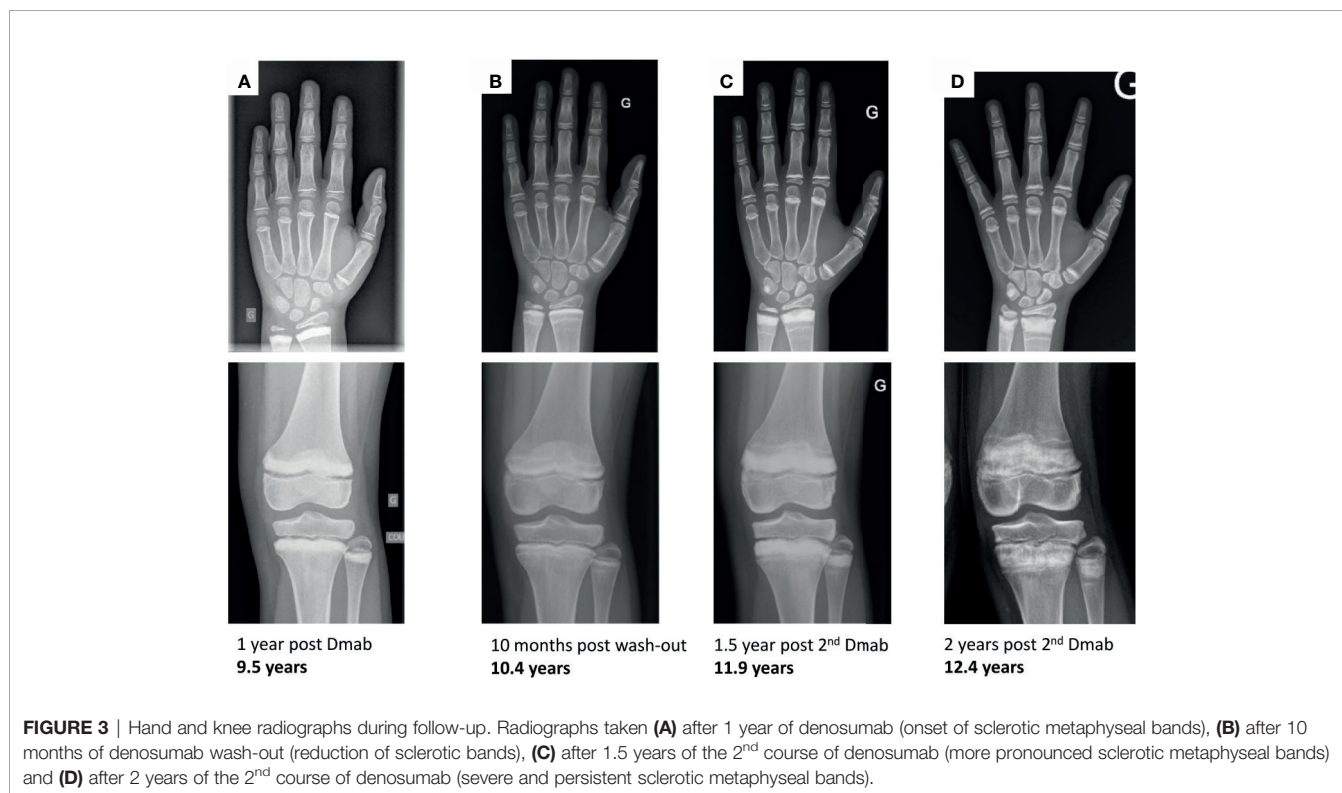 A
B
C
D
G
G
G
G
G
G
COU
1 year post Dmab
9.5 years
10 months post wash-out
10.4 years
1.5 year post 2nd Dmab
11.9 years
2 years post 2nd Dmab
12.4 years
FIGURE 3 | Hand and knee radiographs during follow-up. Radiographs taken (A) after 1 year of denosumab (onset of sclerotic metaphyseal bands), (B) after 10
months of denosumab wash-out (reduction of sclerotic bands), (C) after 1.5 years of the 2nd course of denosumab (more pronounced sclerotic metaphyseal bands)
and (D) after 2 years of the 2nd course of denosumab (severe and persistent sclerotic metaphyseal bands).